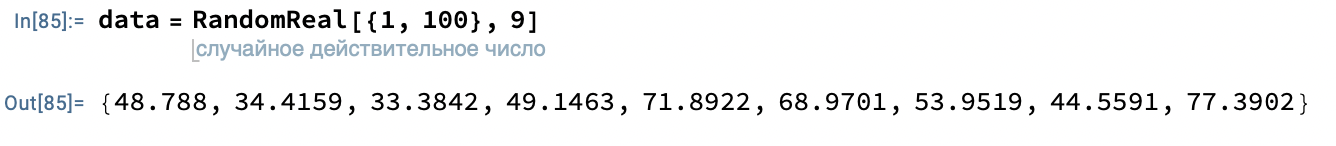 In[85]:= data = RandomReal[{1, 100}, 9]
случайное действительное число
Out[85]= {48.788, 34.4159, 33.3842, 49.1463, 71.8922, 68.9701, 53.9519, 44.5591, 77.3902}